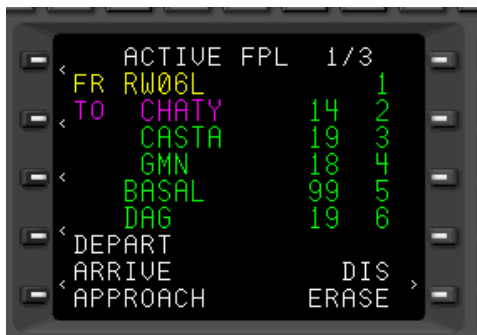 ACTIVE FPL 1/3
FR RW06L 1
TO CHATY 14 2
CASTA 19 3
GMN 18 4
BASAL 99 5
DAG 19 6
DEPART
ARRIVE DIS
APPROACH ERASE